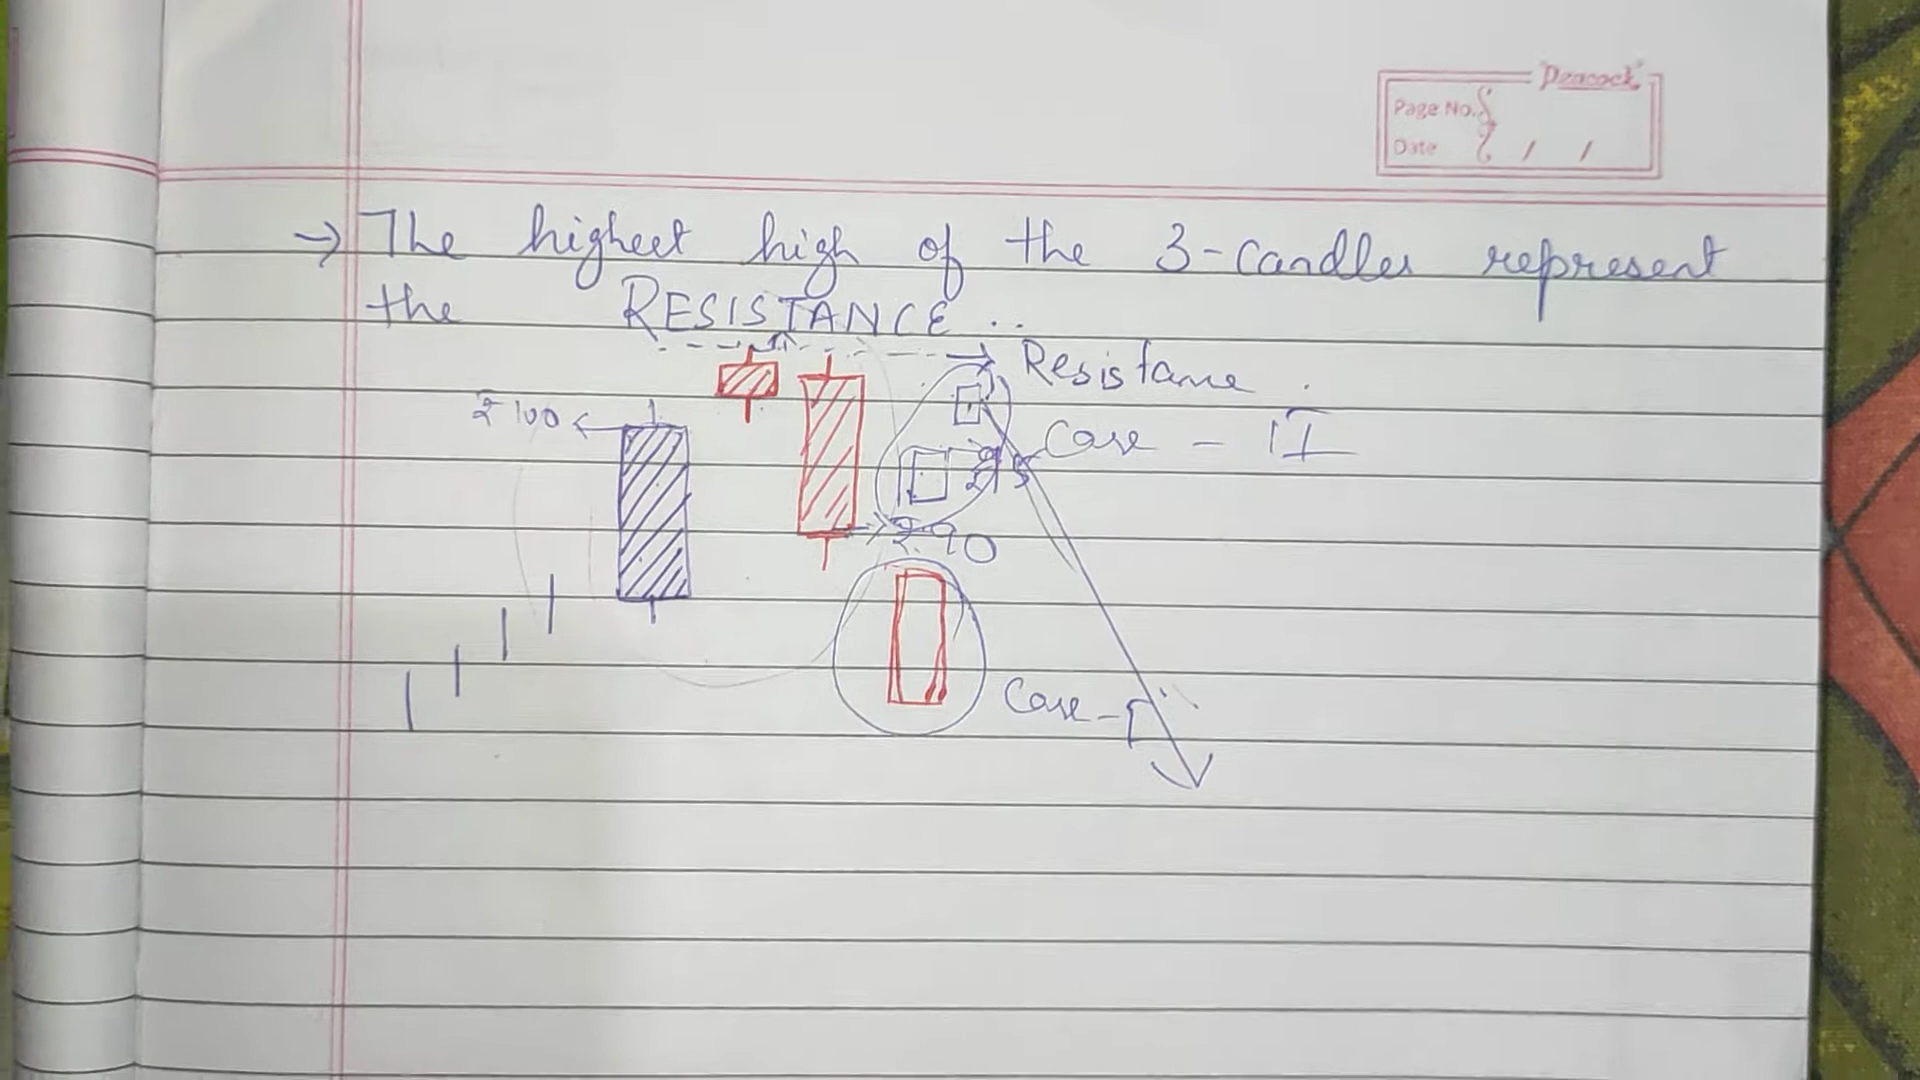 Peacock
Page No.
Date / /
→ The highest high of the 3-candles represent
the RESISTANCE ..
Resistance .
₹ 100
Case - II
95
₹.90
Case - I